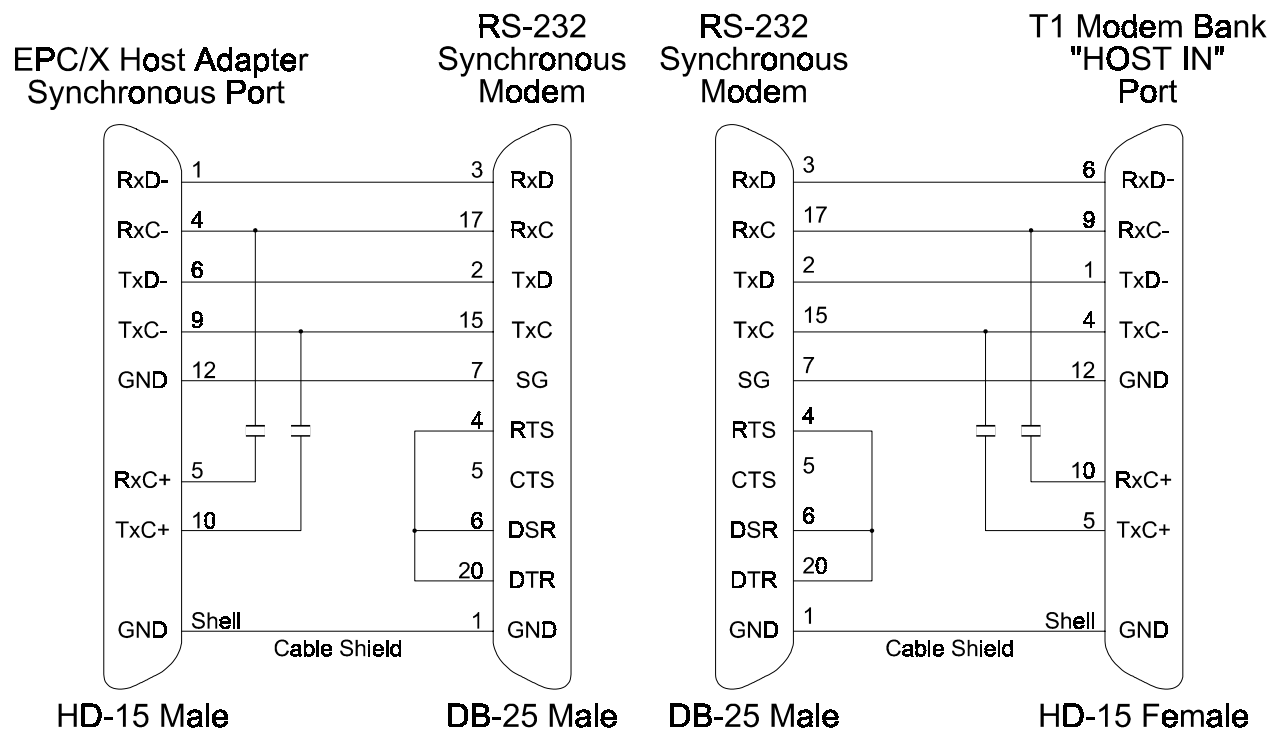 EPC/X Host Adapter
Synchronous Port
RS-232
Synchronous
Modem
RxD- 1 3 RxD
RxC- 4 17 RxC
TxD- 6 2 TxD
TxC- 9 15 TxC
GND 12 7 SG
4 RTS
RxC+ 5 5 CTS
TxC+ 10 6 DSR
20 DTR
GND Shell 1 GND
Cable Shield
HD-15 Male
DB-25 Male
RS-232
Synchronous
Modem
T1 Modem Bank
"HOST IN"
Port
RxD 3 6 RxD-
RxC 17 9 RxC-
TxD 2 1 TxD-
TxC 15 4 TxC-
SG 7 12 GND
RTS 4
CTS 5 10 RxC+
DSR 6 5 TxC+
DTR 20
GND 1 Shell GND
Cable Shield
DB-25 Male
HD-15 Female